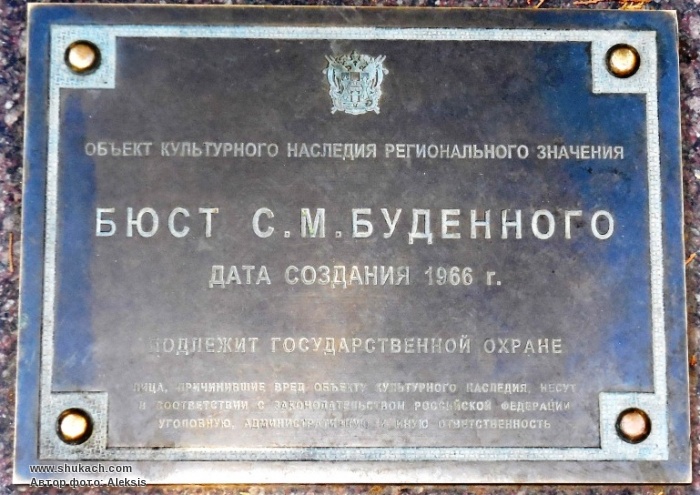 ОБЪЕКТ КУЛЬТУРНОГО НАСЛЕДИЯ РЕГИОНАЛЬНОГО ЗНАЧЕНИЯ
БЮСТ С.М.БУДЕННОГО
ДАТА СОЗДАНИЯ 1966 г.
ПОДЛЕЖИТ ГОСУДАРСТВЕННОЙ ОХРАНЕ
ЛИЦА, ПРИЧИНИВШИЕ ВРЕД ОБЪЕКТУ КУЛЬТУРНОГО НАСЛЕДИЯ, НЕСУТ
В СООТВЕТСТВИИ С ЗАКОНОДАТЕЛЬСТВОМ РОССИЙСКОЙ ФЕДЕРАЦИИ
УГОЛОВНУЮ, АДМИНИСТРАТИВНУЮ И ИНУЮ ОТВЕТСТВЕННОСТЬ
www.shukach.com
Автор фото: Aleksis